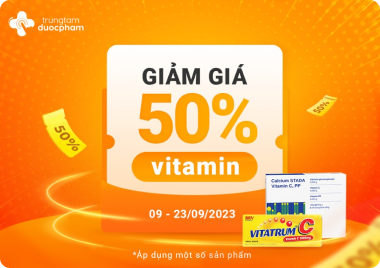 trungtam
duocpham
GIẢM GIÁ
50%
vitamin
09 - 23/09/2023
*Áp dụng một số sản phẩm
50%
50%
Calcium STADA
Vitamin C, PP
VITATRUM C